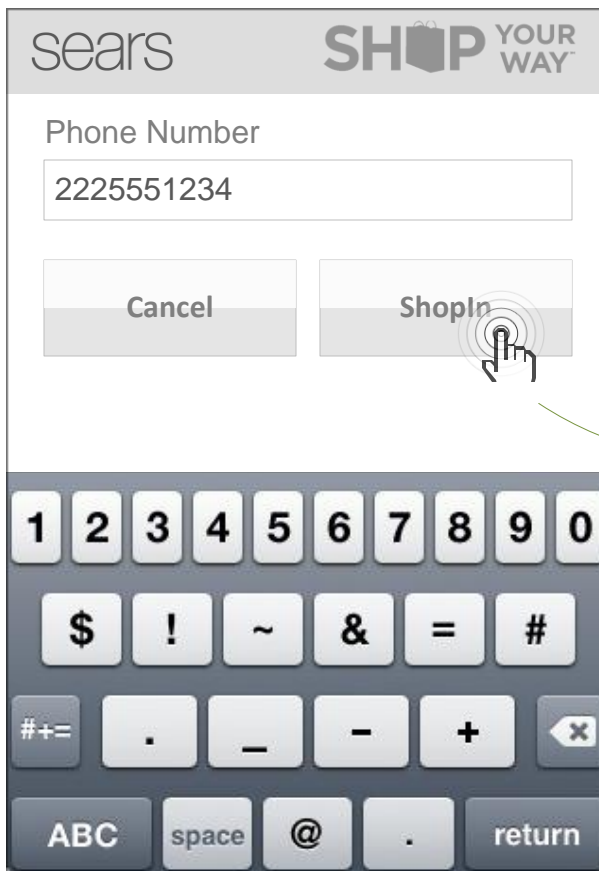 sears SHOP YOUR WAY™
Phone Number
2225551234
Cancel ShopIn
1 2 3 4 5 6 7 8 9 0
$ ! ~ & = #
#+= . _ - +
ABC space @ . return